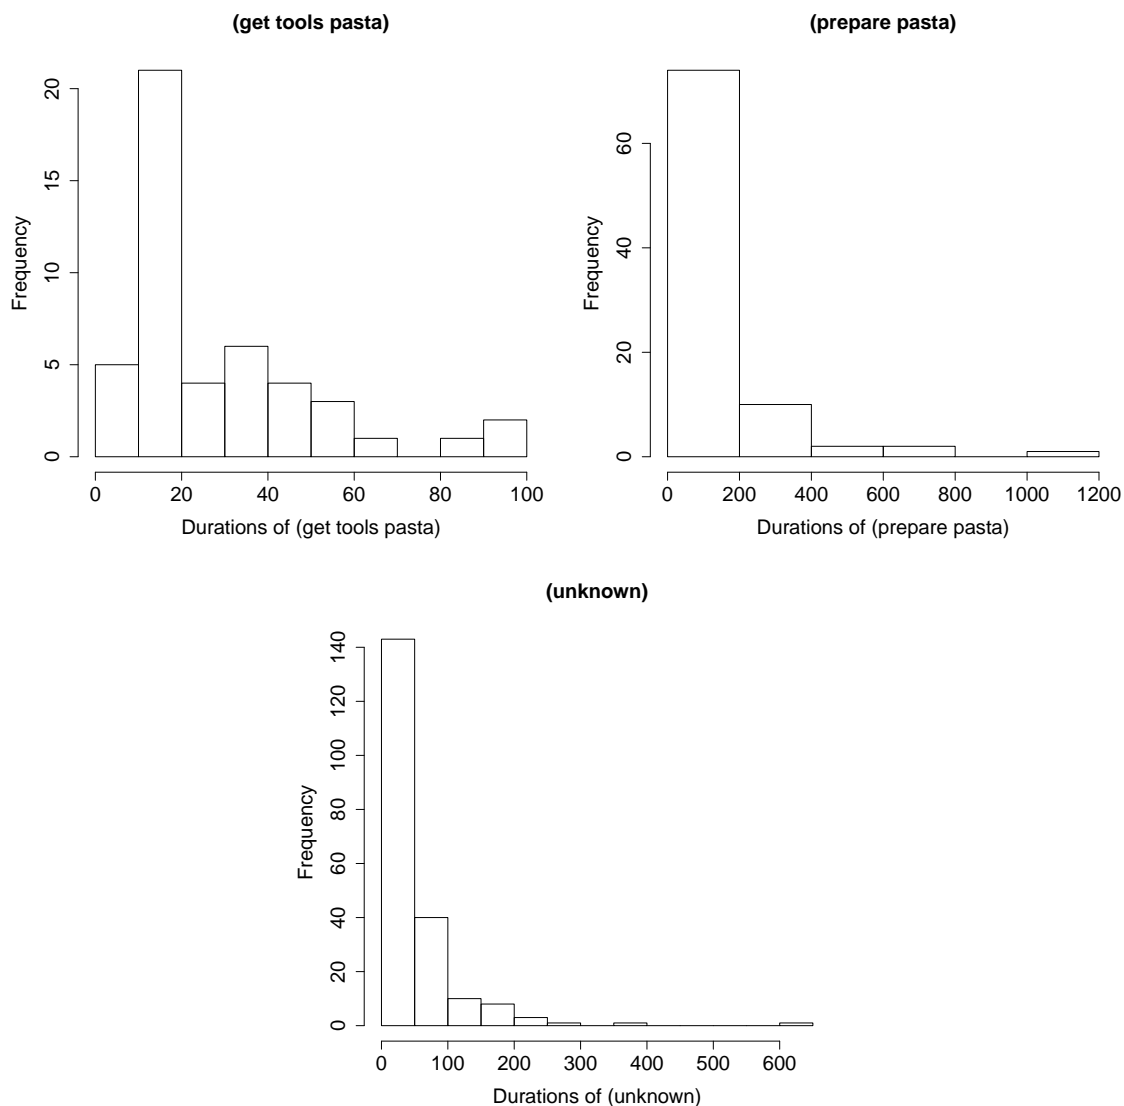 (get tools pasta)
Frequency
20
15
10
5
0
0 20 40 60 80 100
Durations of (get tools pasta)
(prepare pasta)
Frequency
60
40
20
0
0 200 400 600 800 1000 1200
Durations of (prepare pasta)
(unknown)
Frequency
140
120
100
80
60
40
20
0
0 100 200 300 400 500 600
Durations of (unknown)